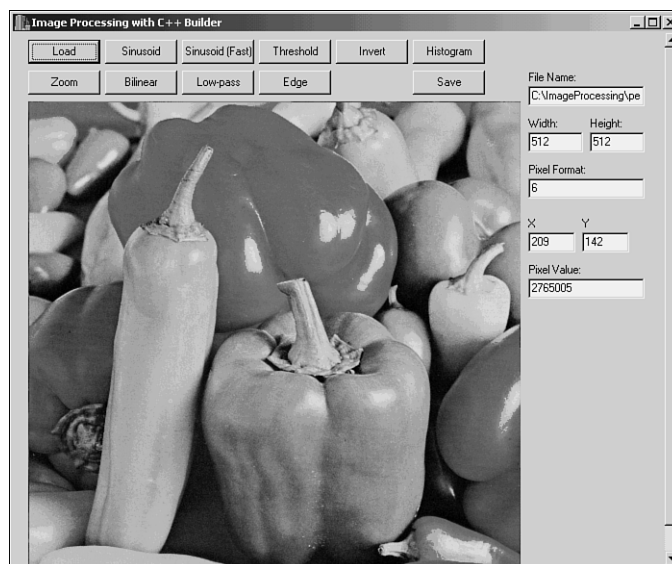 Image Processing with C++ Builder
Load Sinusoid Sinusoid (Fast) Threshold Invert Histogram
Zoom Bilinear Low-pass Edge Save
File Name:
C:\ImageProcessing\pe
Width: Height:
512 512
Pixel Format:
6
X Y
209 142
Pixel Value:
2765005